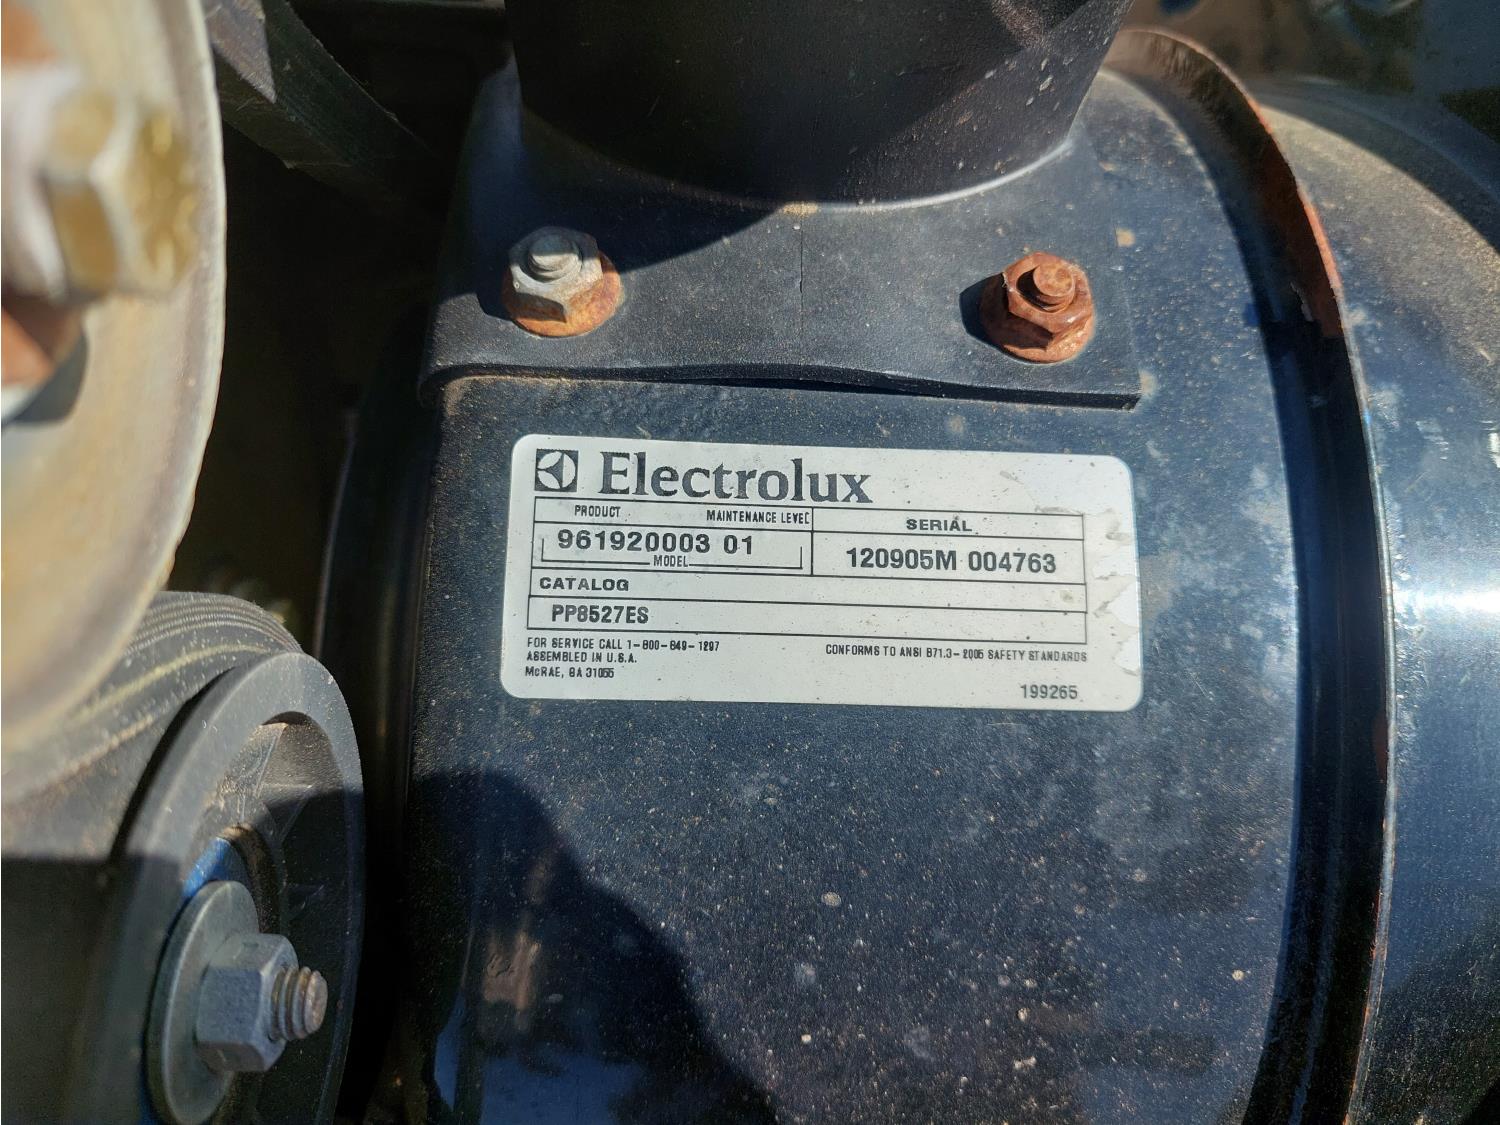 Electrolux
PRODUCT MAINTENANCE LEVEL SERIAL
961920003 01 120905M 004763
MODEL
CATALOG
PP8527ES
FOR SERVICE CALL 1-800-849-1297 CONFORMS TO ANSI B71.3-2005 SAFETY STANDARDS
ASSEMBLED IN U.S.A.
McRAE, GA 31055
199265